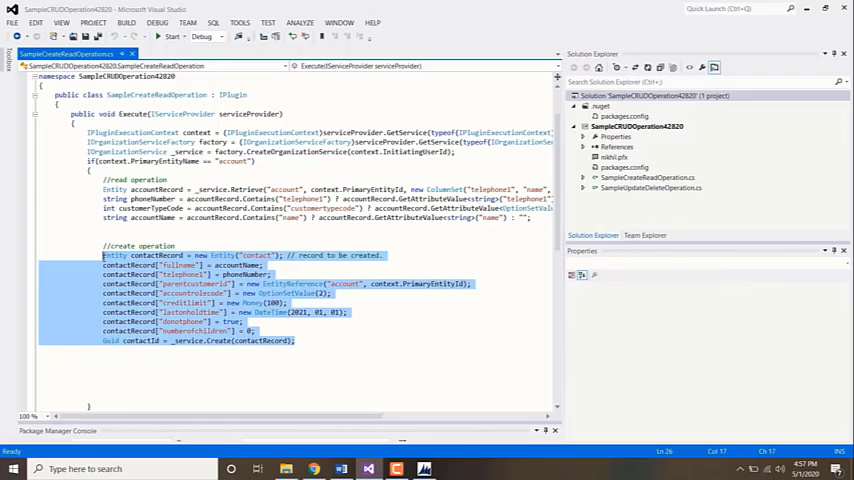 SampleCRUDOperation42820 - Microsoft Visual Studio
Quick Launch (Ctrl+Q)
FILE EDIT VIEW PROJECT BUILD DEBUG TEAM SQL TOOLS TEST ANALYZE WINDOW HELP
Start Debug
Toolbox
SampleCreateReadOperation.cs
SampleCRUDOperation42820.SampleCreateReadOperation
Execute(IServiceProvider serviceProvider)
namespace SampleCRUDOperation42820
{
public class SampleCreateReadOperation : IPlugin
{
public void Execute(IServiceProvider serviceProvider)
{
IPluginExecutionContext context = (IPluginExecutionContext)serviceProvider.GetService(typeof(IPluginExecutionCont
IOrganizationServiceFactory factory = (IOrganizationServiceFactory)serviceProvider.GetService(typeof(IOrganizationSer
IOrganizationService _service = factory.CreateOrganizationService(context.InitiatingUserId);
if(context.PrimaryEntityName == "account")
{
//read operation
Entity accountRecord = _service.Retrieve("account", context.PrimaryEntityId, new ColumnSet("telephone1", "name",
string phoneNumber = accountRecord.Contains("telephone1") ? accountRecord.GetAttributeValue<string>("telephone1")
int customerTypeCode = accountRecord.Contains("customertypecode") ? accountRecord.GetAttributeValue<OptionSetValu
string accountName = accountRecord.Contains("name") ? accountRecord.GetAttributeValue<string>("name") : "";
//create operation
Entity contactRecord = new Entity("contact"); // record to be created.
contactRecord["fullname"] = accountName;
contactRecord["telephone1"] = phoneNumber;
contactRecord["parentcustomerid"] = new EntityReference("account", context.PrimaryEntityId);
contactRecord["accountrolecode"] = new OptionSetValue(2);
contactRecord["creditlimit"] = new Money(100);
contactRecord["lastonholdtime"] = new DateTime(2021, 01, 01);
contactRecord["donotphone"] = true;
contactRecord["numberofchildren"] = 0;
Guid contactId = _service.Create(contactRecord);
}
100 %
Package Manager Console
Solution Explorer
Search Solution Explorer (Ctrl+;)
Solution 'SampleCRUDOperation42820' (1 project)
.nuget
packages.config
SampleCRUDOperation42820
Properties
References
nikhil.pfx
packages.config
SampleCreateReadOperation.cs
SampleUpdateDeleteOperation.cs
Solution Explorer Team Explorer
Properties
Ready
Ln 26 Col 17 Ch 17 INS
Type here to search
4:57 PM
5/1/2020